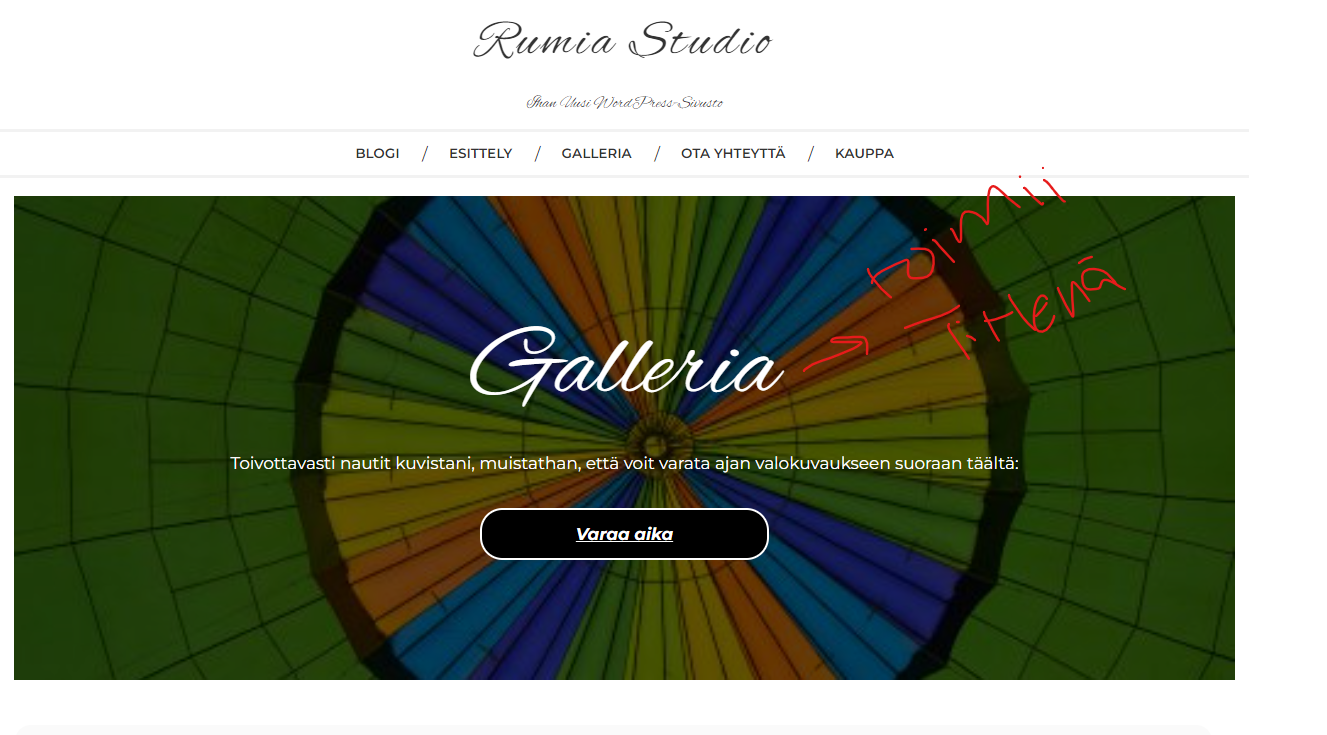 Rumia Studio
Ihan Uusi WordPress-Sivusto
BLOGI / ESITTELY / GALLERIA / OTA YHTEYTTÄ / KAUPPA
toimii
Galleria → - littenä
Toivottavasti nautit kuvistani, muistathan, että voit varata ajan valokuvaukseen suoraan täältä:
Varaa aika